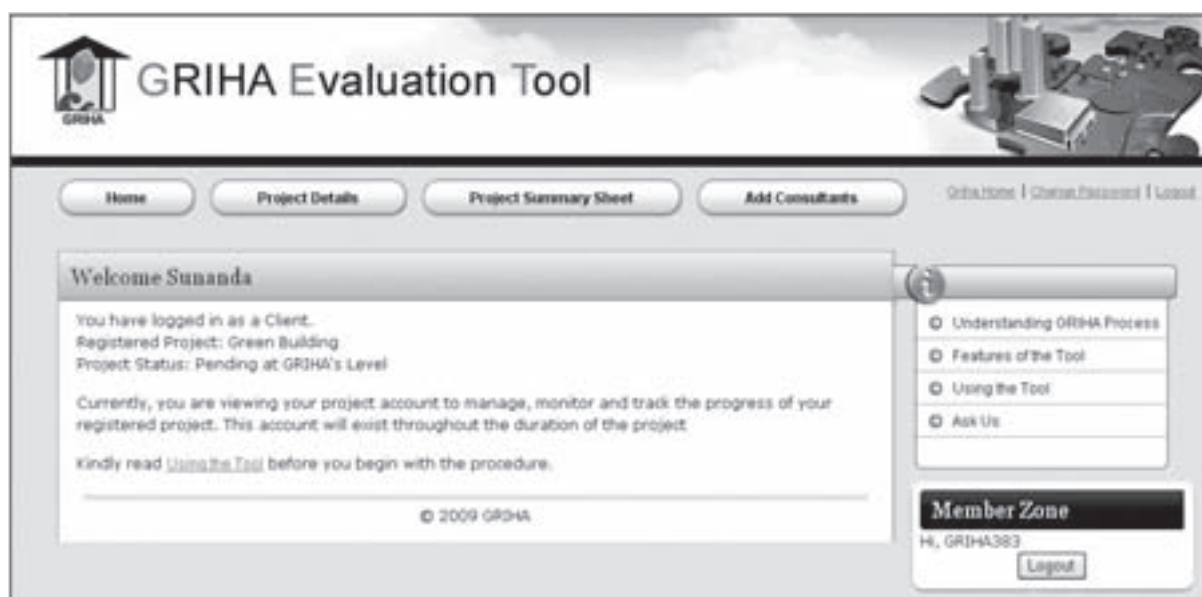 GRIHA Evaluation Tool
GRIHA
Home
Project Details
Project Summary Sheet
Add Consultants
Griha Home | Change Password | Logout
Welcome Sunanda
You have logged in as a Client.
Registered Project: Green Building
Project Status: Pending at GRIHA's Level
Currently, you are viewing your project account to manage, monitor and track the progress of your
registered project. This account will exist throughout the duration of the project
Kindly read Using the Tool before you begin with the procedure.
© 2009 GRIHA
i
Understanding GRIHA Process
Features of the Tool
Using the Tool
Ask Us
Member Zone
Hi, GRIHA383
Logout